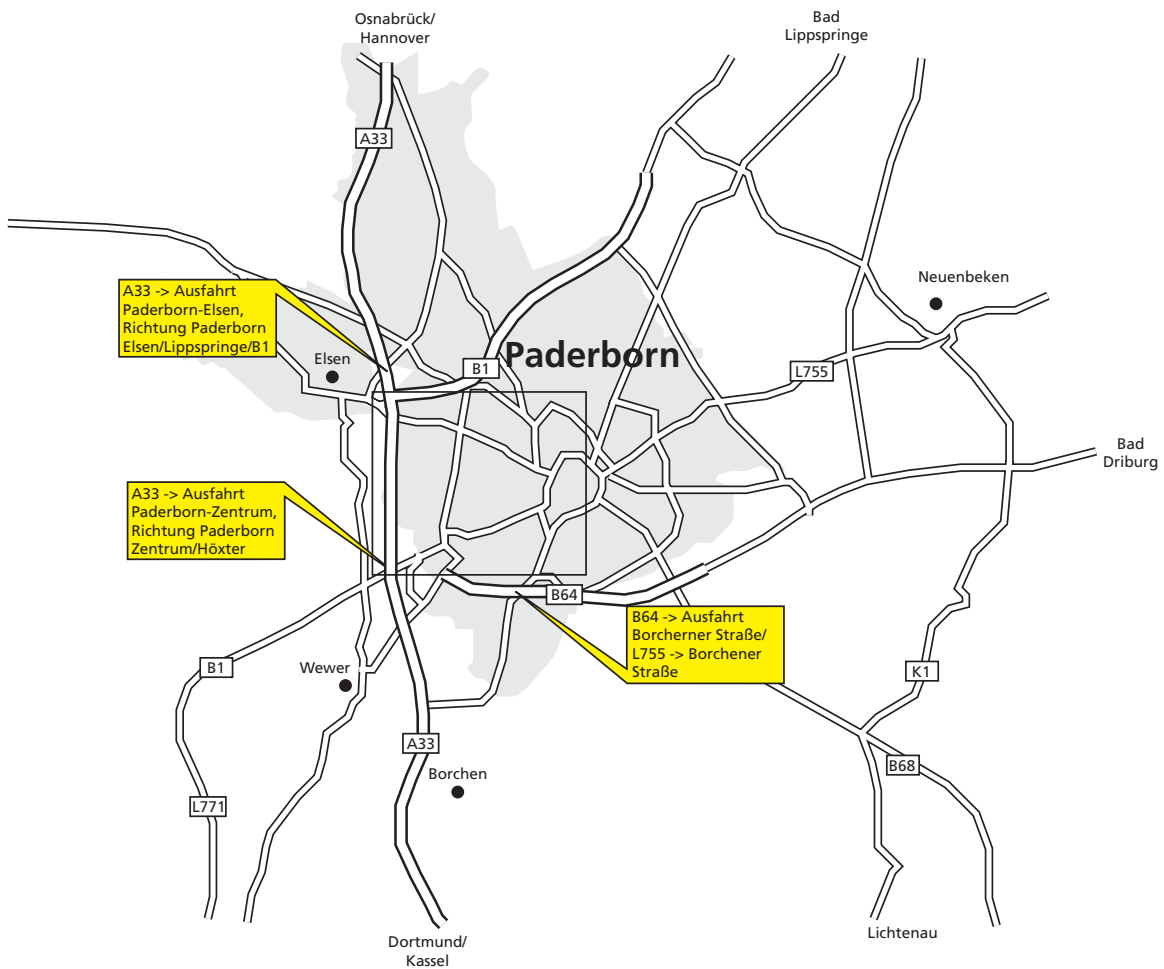 Osnabrück/
Hannover
Bad
Lippspringe
A33
A33 -> Ausfahrt
Paderborn-Elsen,
Richtung Paderborn
Elsen/Lippspringe/B1
Neuenbeken
Elsen
B1
Paderborn
L755
Bad
Driburg
A33 -> Ausfahrt
Paderborn-Zentrum,
Richtung Paderborn
Zentrum/Höxter
B64
B64 -> Ausfahrt
Borcherner Straße/
L755 -> Borchener
Straße
B1
Wewer
K1
A33
Borchen
B68
L771
Dortmund/
Kassel
Lichtenau